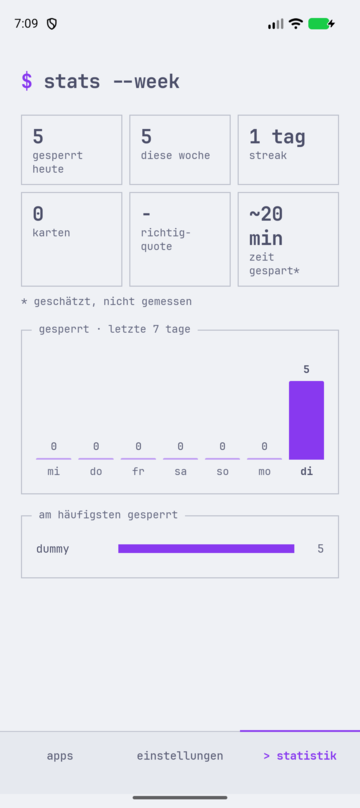 7:09
$ stats --week
5
gesperrt
heute
5
diese woche
1 tag
streak
0
karten
-
richtig-
quote
~20
min
zeit
gespart*
* geschätzt, nicht gemessen
gesperrt · letzte 7 tage
0 0 0 0 0 0 5
mi do fr sa so mo di
am häufigsten gesperrt
dummy 5
apps einstellungen > statistik